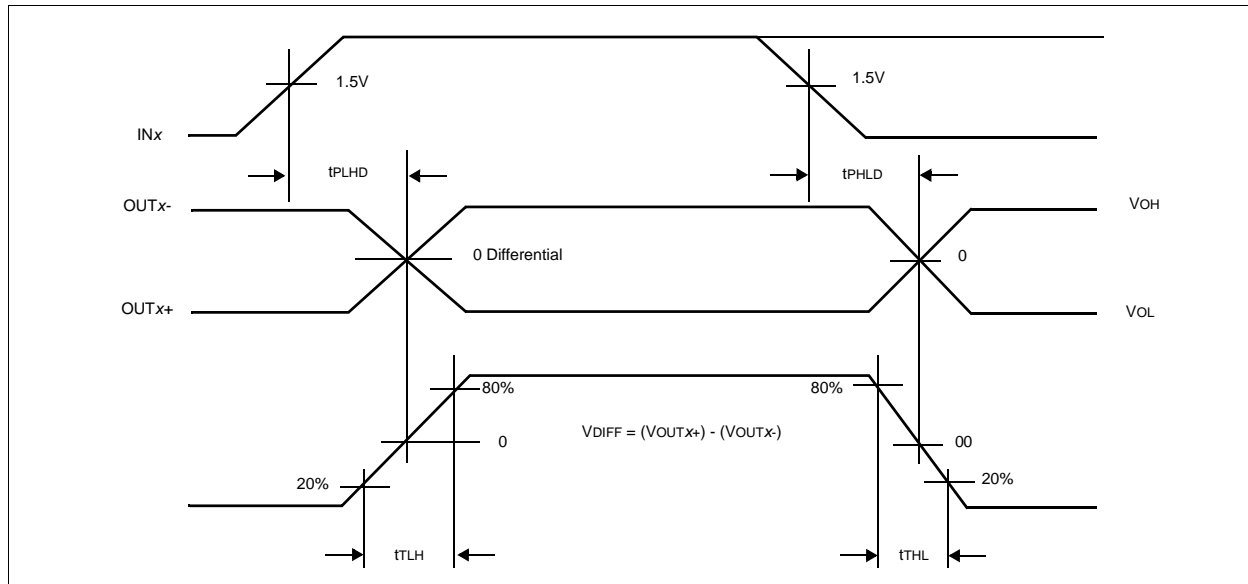 1.5V
1.5V
INx
tPLHD
tPHLD
OUTx-
VOH
0 Differential
0
OUTx+
VOL
80%
80%
VDIFF = (VOUTx+) - (VOUTx-)
0
00
20%
20%
tTLH
tTHL